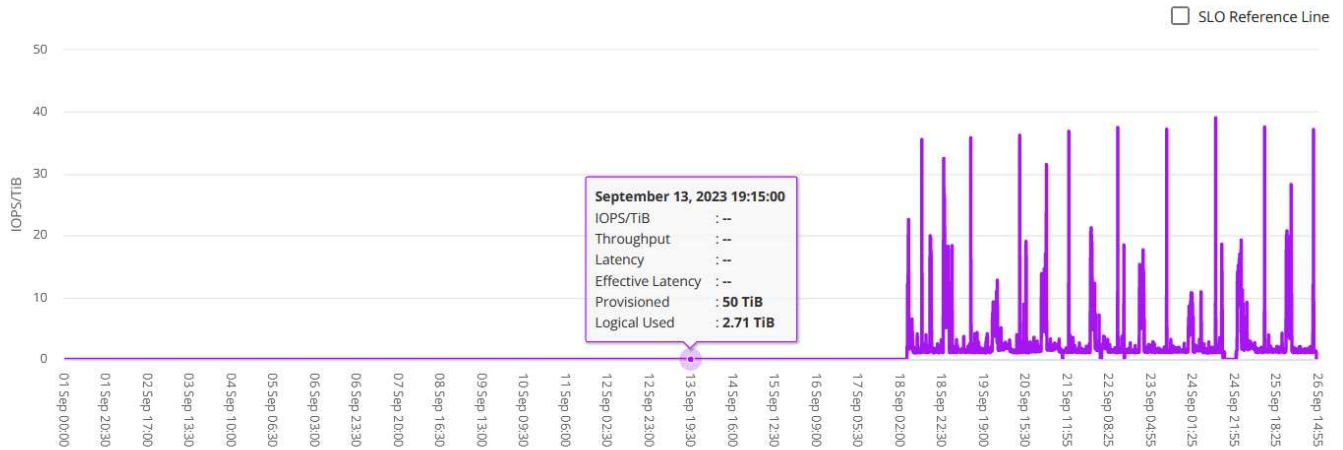 SLO Reference Line
50
40
30
20
10
0
IOPS/TiB
September 13, 2023 19:15:00
IOPS/TiB : --
Throughput : --
Latency : --
Effective Latency : --
Provisioned : 50 TiB
Logical Used : 2.71 TiB
01 Sep 00:00
01 Sep 20:30
02 Sep 17:00
03 Sep 13:30
04 Sep 10:00
05 Sep 06:30
06 Sep 03:00
06 Sep 23:30
07 Sep 20:00
08 Sep 16:30
09 Sep 13:00
10 Sep 09:30
11 Sep 06:00
12 Sep 02:30
12 Sep 23:00
13 Sep 19:30
14 Sep 16:00
15 Sep 12:30
16 Sep 09:00
17 Sep 05:30
18 Sep 02:00
18 Sep 22:30
19 Sep 19:00
20 Sep 15:30
21 Sep 11:55
22 Sep 08:25
23 Sep 04:55
24 Sep 01:25
24 Sep 21:55
25 Sep 18:25
26 Sep 14:55